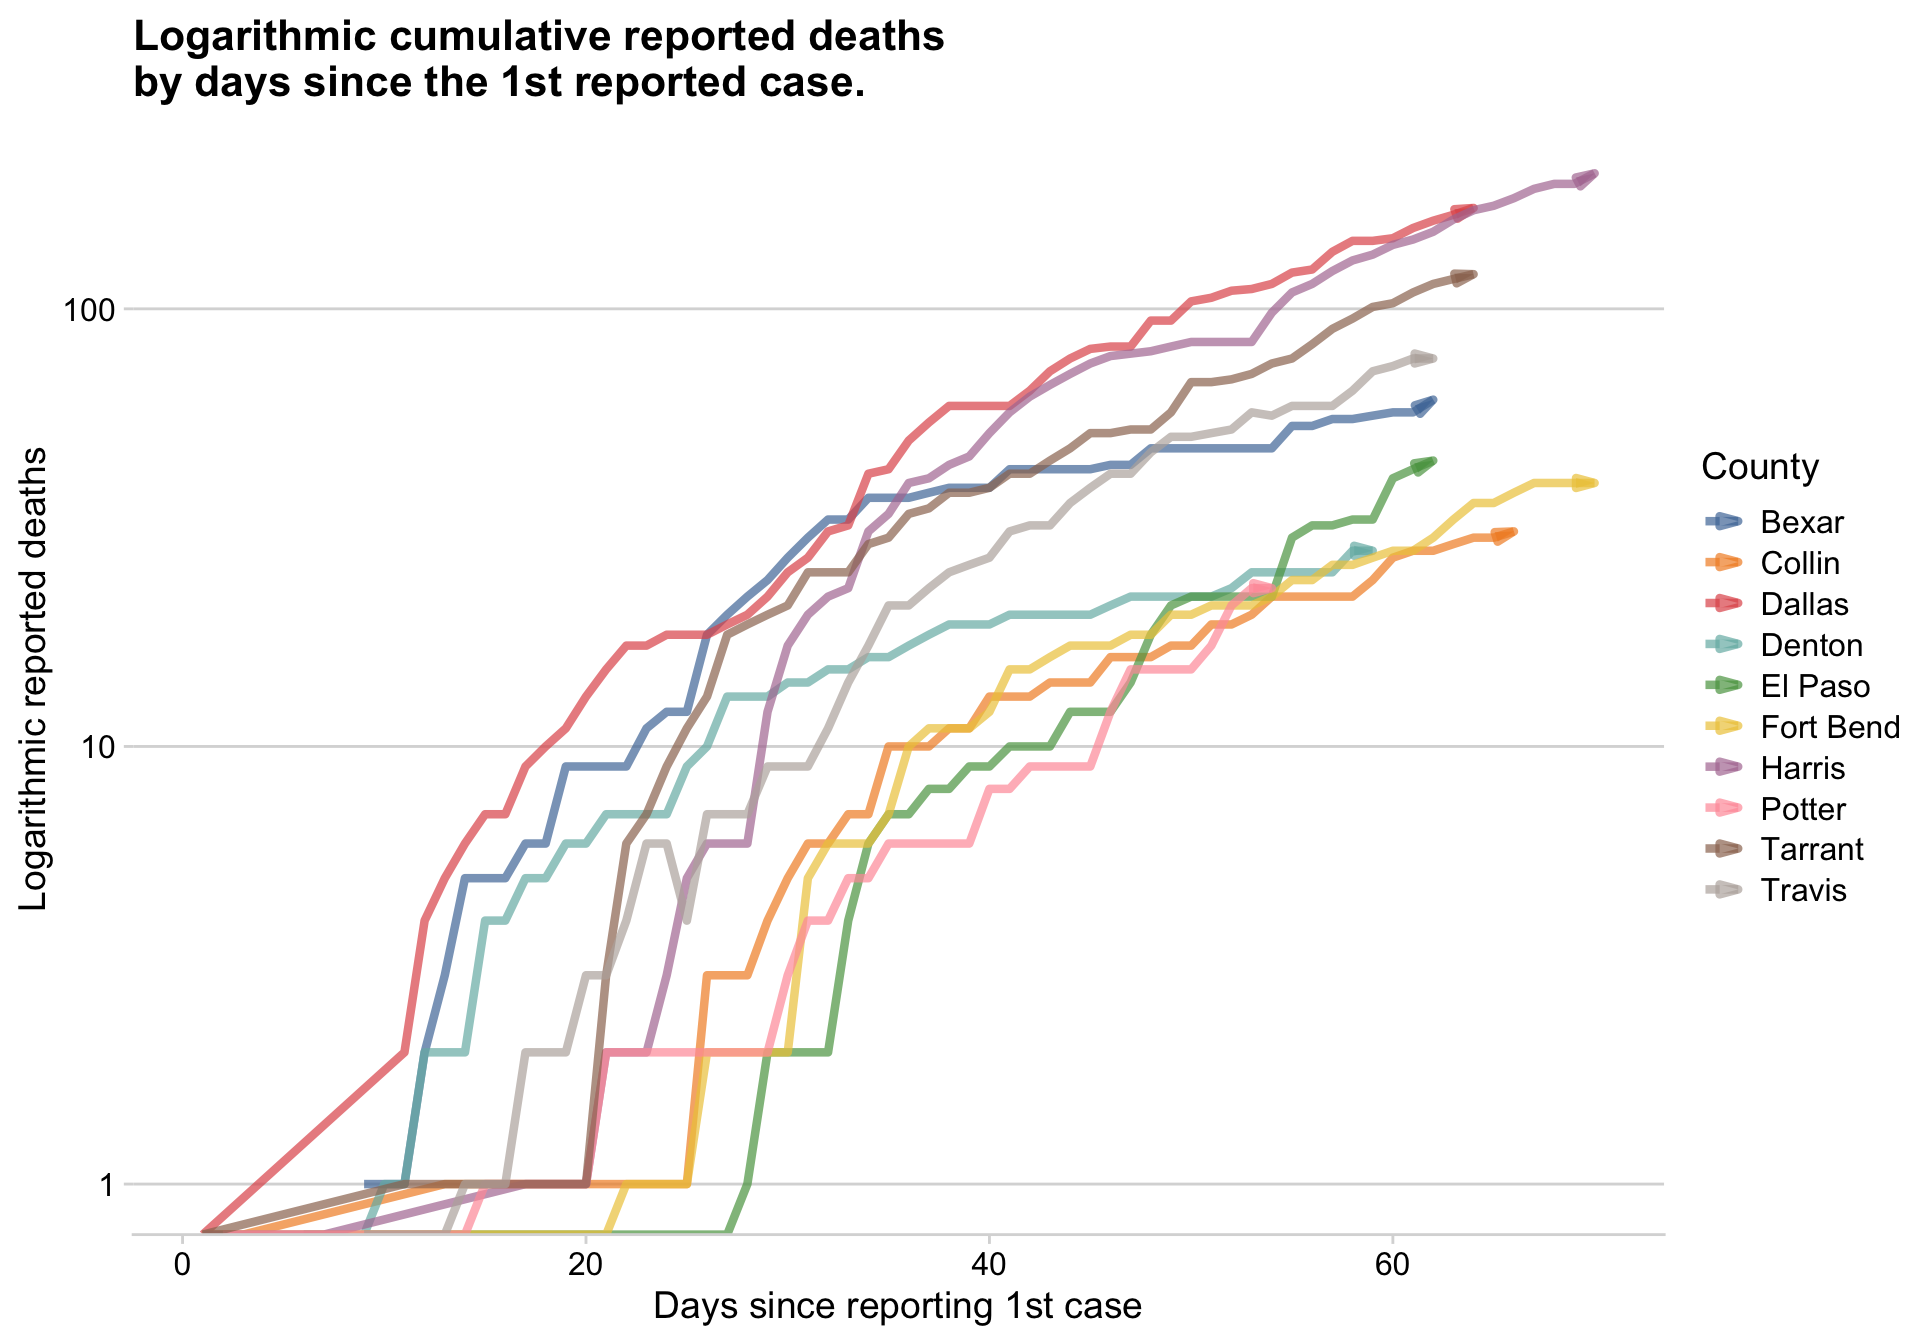 Logarithmic cumulative reported deaths
by days since the 1st reported case.
Logarithmic reported deaths
100
10
1
0
20
40
60
Days since reporting 1st case
County
Bexar
Collin
Dallas
Denton
El Paso
Fort Bend
Harris
Potter
Tarrant
Travis